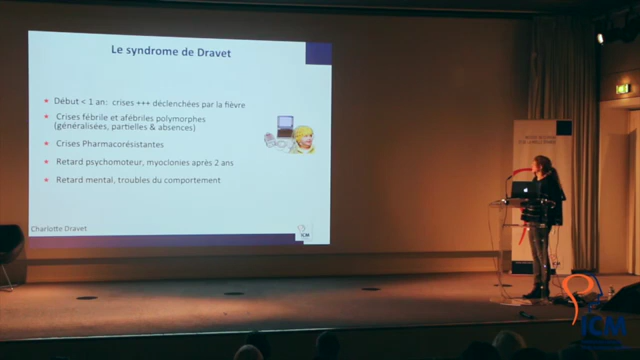 Le syndrome de Dravet
Début < 1 an: crises +++ déclenchées par la fièvre
Crises fébrile et afébriles polymorphes
(généralisées, partielles & absences)
Crises Pharmacorésistantes
Retard psychomoteur, myoclonies après 2 ans
Retard mental, troubles du comportement
Charlotte Dravet
ICM
ICM